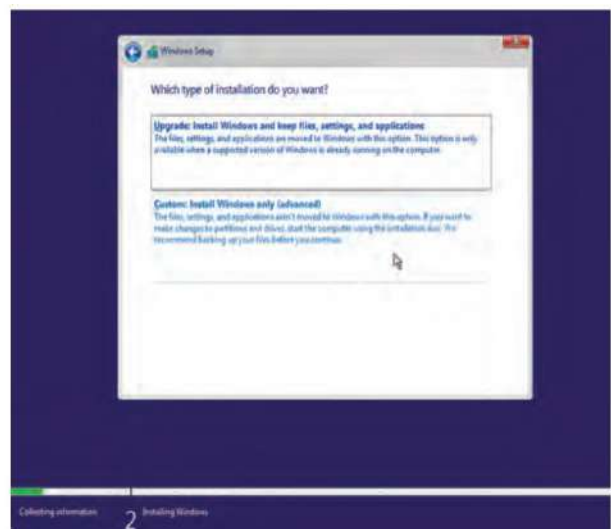 Windows Setup
Which type of installation do you want?
Upgrade: Install Windows and keep files, settings, and applications
The files, settings, and applications are moved to Windows with this option. This option is only
available when a supported version of Windows is already running on the computer.
Custom: Install Windows only (advanced)
The files, settings, and applications aren't moved to Windows with this option. If you want to
make changes to partitions and drives, start the computer using the installation disc. We
recommend backing up your files before you continue.
Collecting information
2 Installing Windows